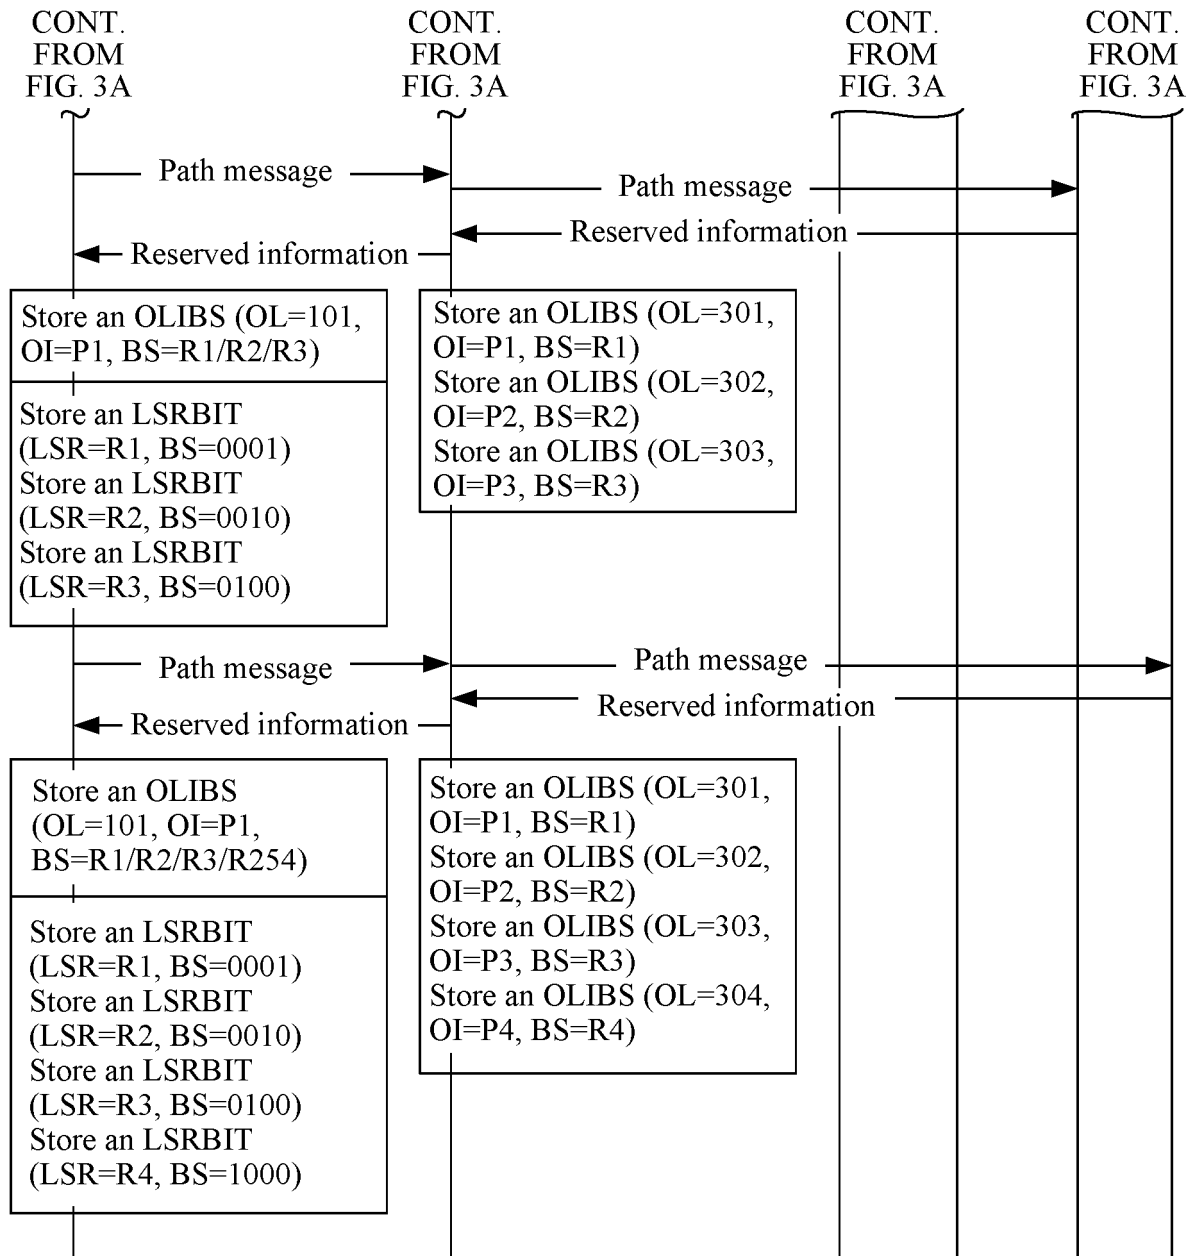 CONT.
FROM
FIG. 3A
CONT.
FROM
FIG. 3A
CONT.
FROM
FIG. 3A
CONT.
FROM
FIG. 3A
Path message
Path message
Reserved information
Reserved information
Store an OLIBS (OL=101,
OI=P1, BS=R1/R2/R3)
Store an LSRBIT
(LSR=R1, BS=0001)
Store an LSRBIT
(LSR=R2, BS=0010)
Store an LSRBIT
(LSR=R3, BS=0100)
Store an OLIBS (OL=301,
OI=P1, BS=R1)
Store an OLIBS (OL=302,
OI=P2, BS=R2)
Store an OLIBS (OL=303,
OI=P3, BS=R3)
Path message
Path message
Reserved information
Reserved information
Store an OLIBS
(OL=101, OI=P1,
BS=R1/R2/R3/R254)
Store an LSRBIT
(LSR=R1, BS=0001)
Store an LSRBIT
(LSR=R2, BS=0010)
Store an LSRBIT
(LSR=R3, BS=0100)
Store an LSRBIT
(LSR=R4, BS=1000)
Store an OLIBS (OL=301,
OI=P1, BS=R1)
Store an OLIBS (OL=302,
OI=P2, BS=R2)
Store an OLIBS (OL=303,
OI=P3, BS=R3)
Store an OLIBS (OL=304,
OI=P4, BS=R4)